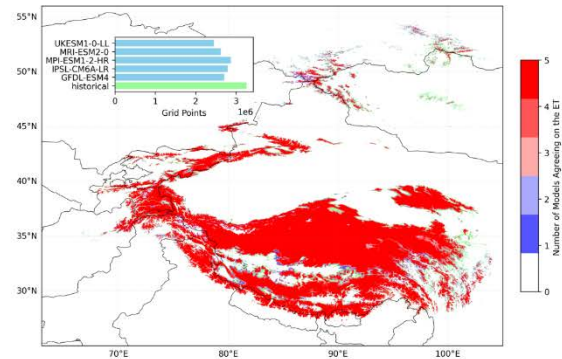 55°N
50°N
45°N
40°N
35°N
30°N
70°E
80°E
90°E
100°E
UKESM1-0-LL
MRI-ESM2-0
MPI-ESM1-2-HR
IPSL-CM6A-LR
GFDL-ESM4
historical
0
1
2
3
1e6
Grid Points
5
4
3
2
1
0
Number of Models Agreeing on the ET